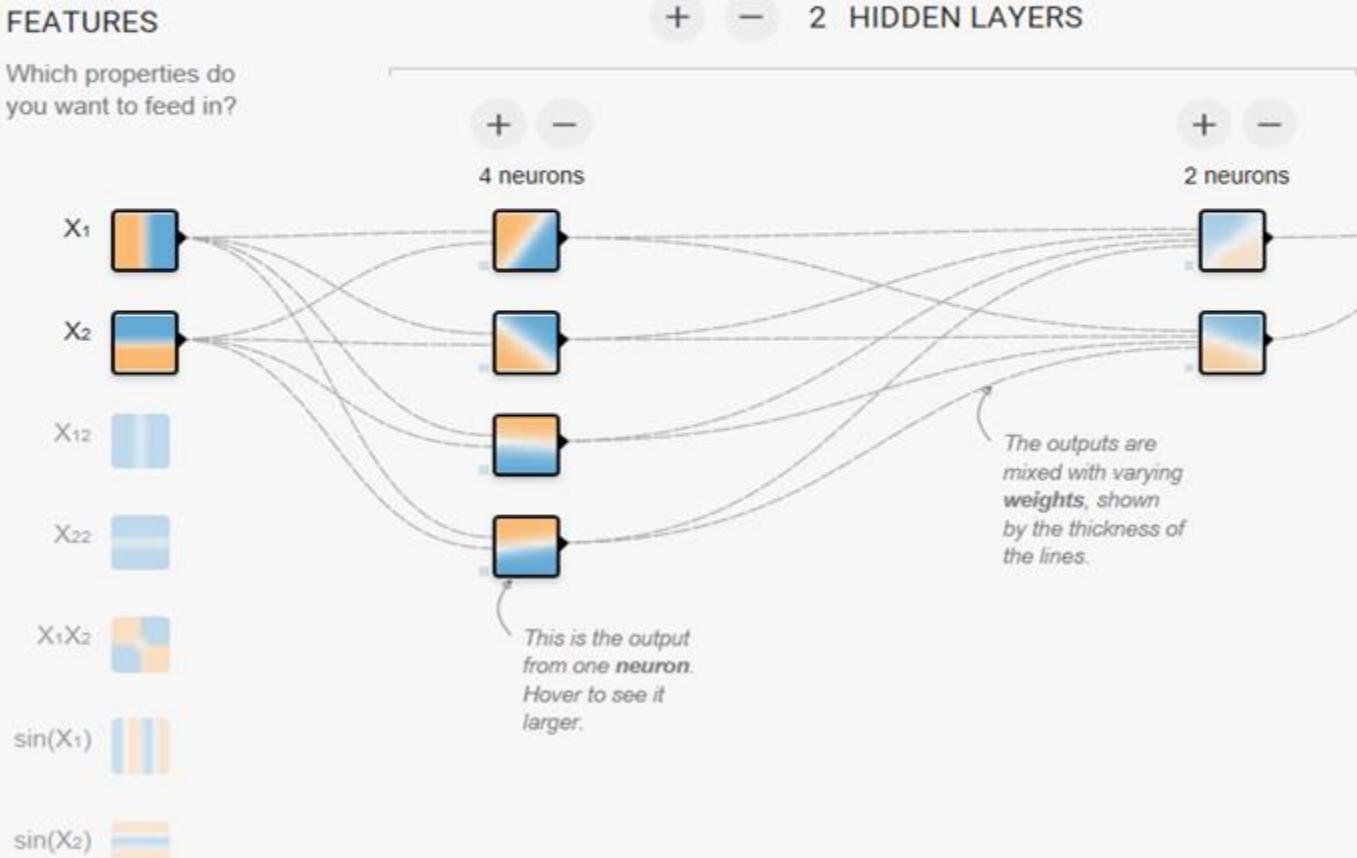 FEATURES
+ − 2 HIDDEN LAYERS
Which properties do
you want to feed in?
+ −
4 neurons
+ −
2 neurons
X1
X2
X12
X22
X1X2
sin(X1)
sin(X2)
The outputs are
mixed with varying
weights, shown
by the thickness of
the lines.
This is the output
from one neuron.
Hover to see it
larger.